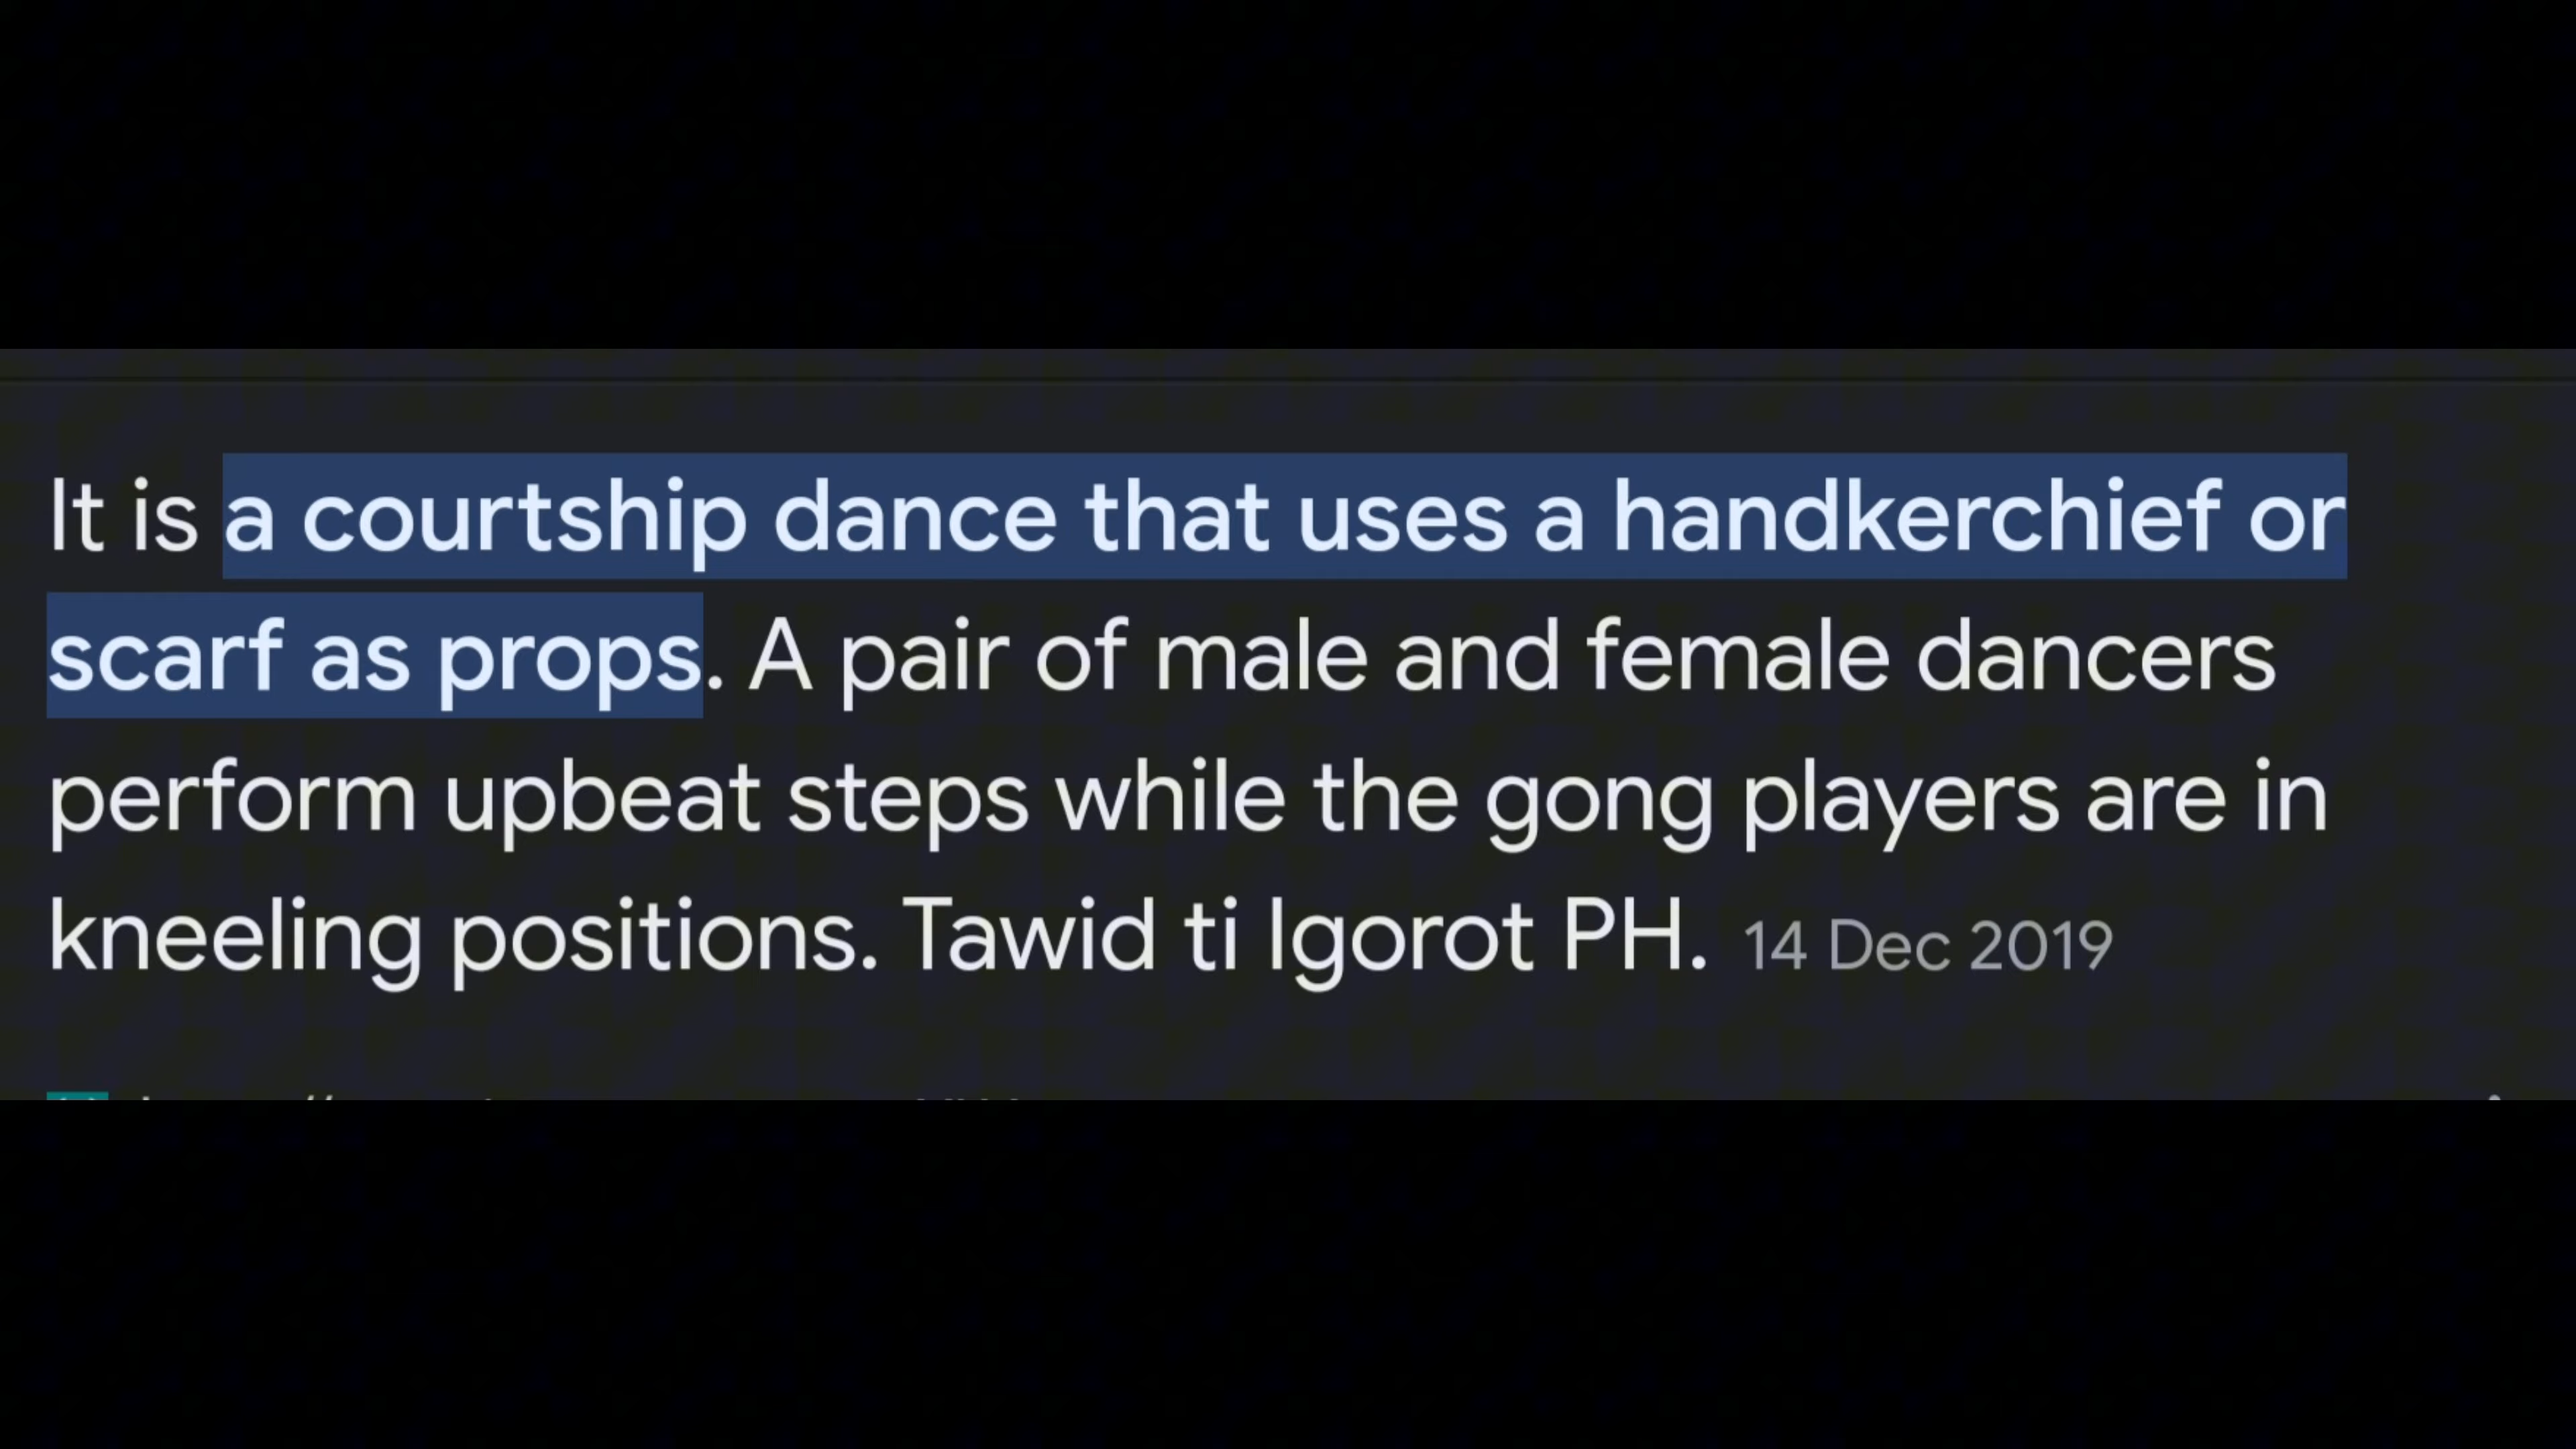 It is a courtship dance that uses a handkerchief or
scarf as props. A pair of male and female dancers
perform upbeat steps while the gong players are in
kneeling positions. Tawid ti Igorot PH. 14 Dec 2019